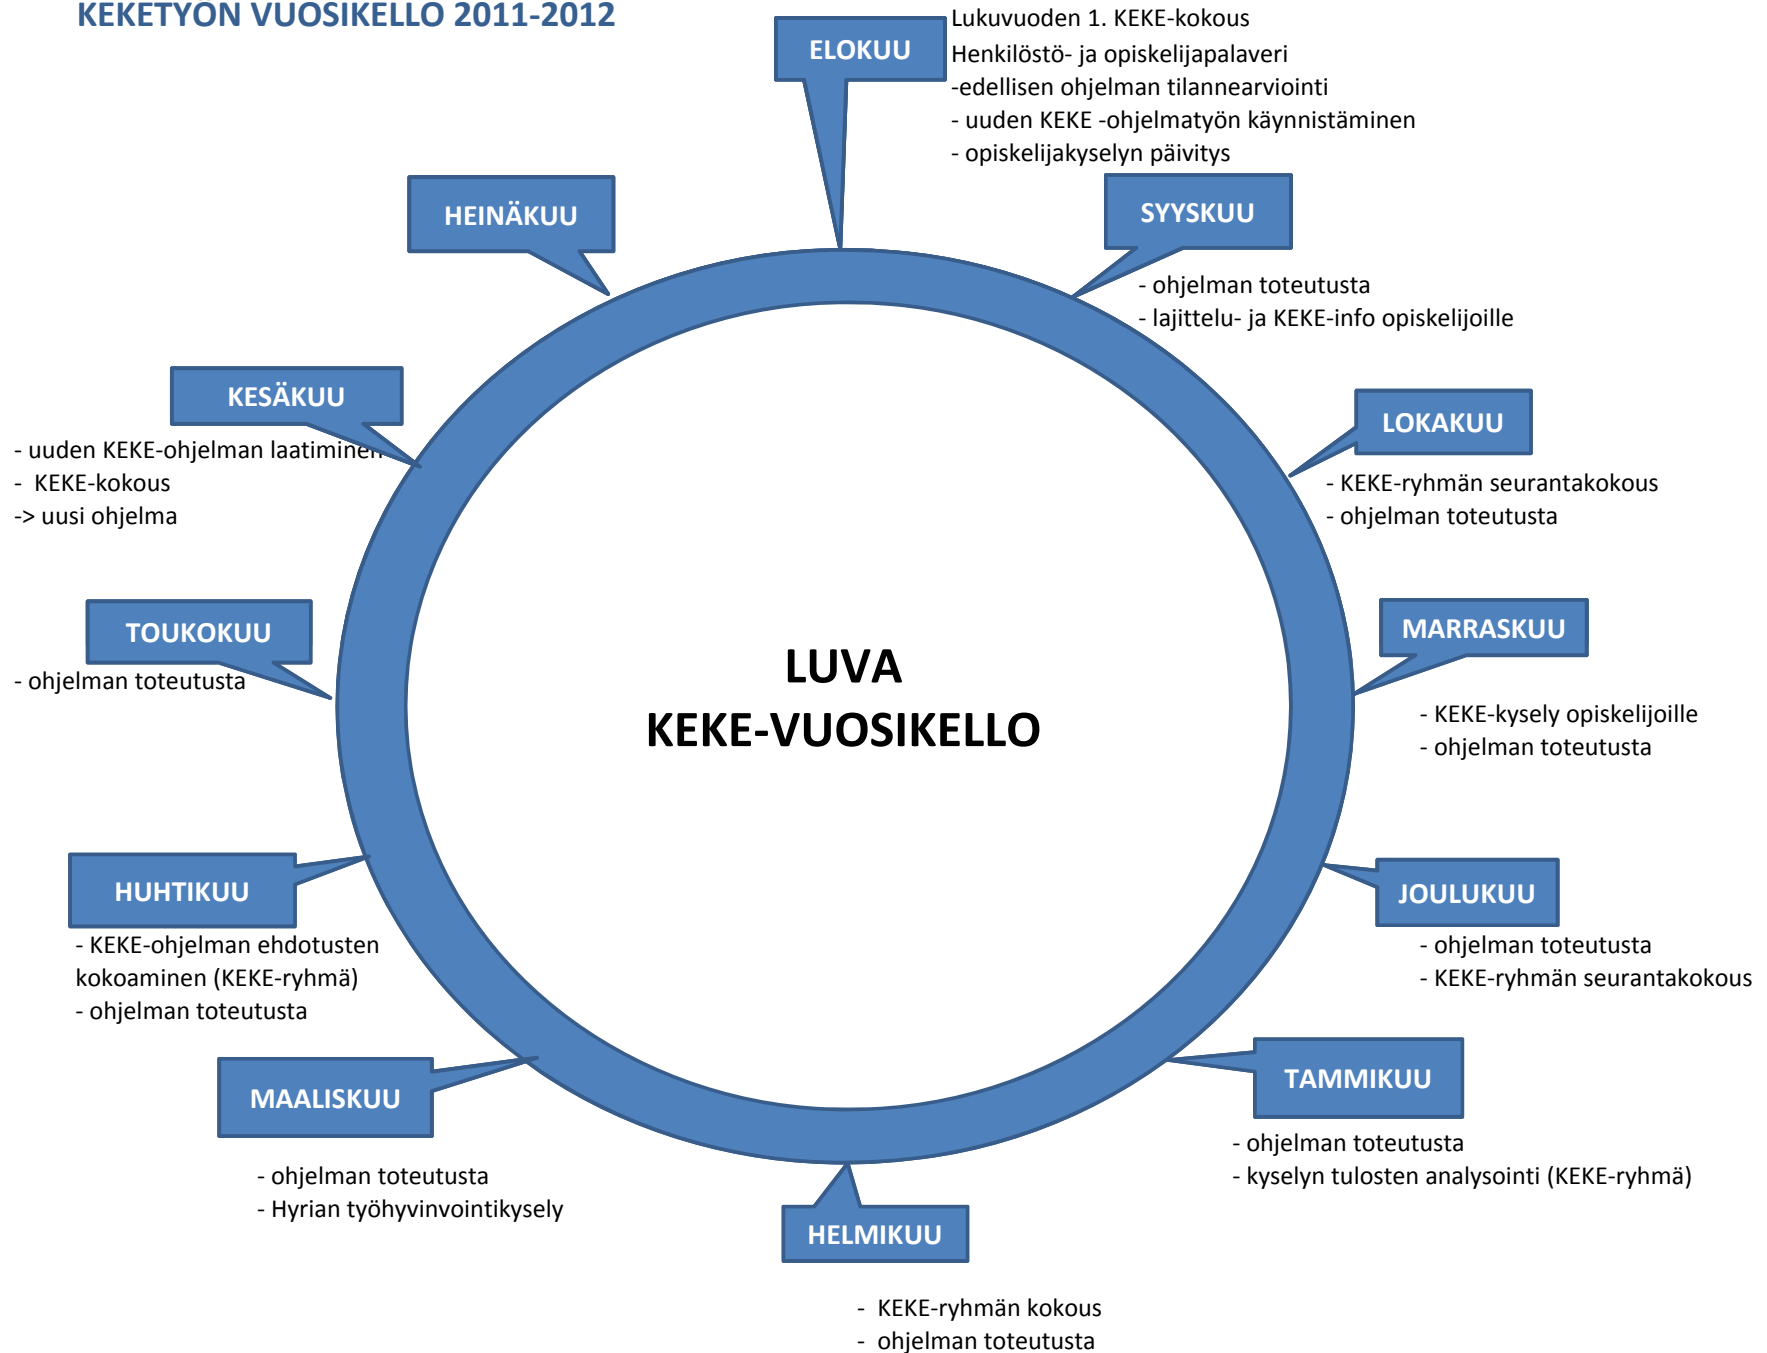 KEKETYÖN VUOSIKELLO 2011-2012
ELOKUU
Lukuvuoden 1. KEKE-kokous
Henkilöstö- ja opiskelijapalaveri
-edellisen ohjelman tilannearviointi
- uuden KEKE -ohjelmatyön käynnistäminen
- opiskelijakyselyn päivitys
SYYSKUU
- ohjelman toteutusta
- lajittelu- ja KEKE-info opiskelijoille
LOKAKUU
- KEKE-ryhmän seurantakokous
- ohjelman toteutusta
MARRASKUU
- KEKE-kysely opiskelijoille
- ohjelman toteutusta
JOULUKUU
- ohjelman toteutusta
- KEKE-ryhmän seurantakokous
TAMMIKUU
- ohjelman toteutusta
- kyselyn tulosten analysointi (KEKE-ryhmä)
HELMIKUU
- KEKE-ryhmän kokous
- ohjelman toteutusta
MAALISKUU
- ohjelman toteutusta
- Hyrian työhyvinvointikysely
HUHTIKUU
- KEKE-ohjelman ehdotusten
kokoaminen (KEKE-ryhmä)
- ohjelman toteutusta
TOUKOKUU
- ohjelman toteutusta
KESÄKUU
- uuden KEKE-ohjelman laatiminen
- KEKE-kokous
-> uusi ohjelma
HEINÄKUU
LUVA
KEKE-VUOSIKELLO